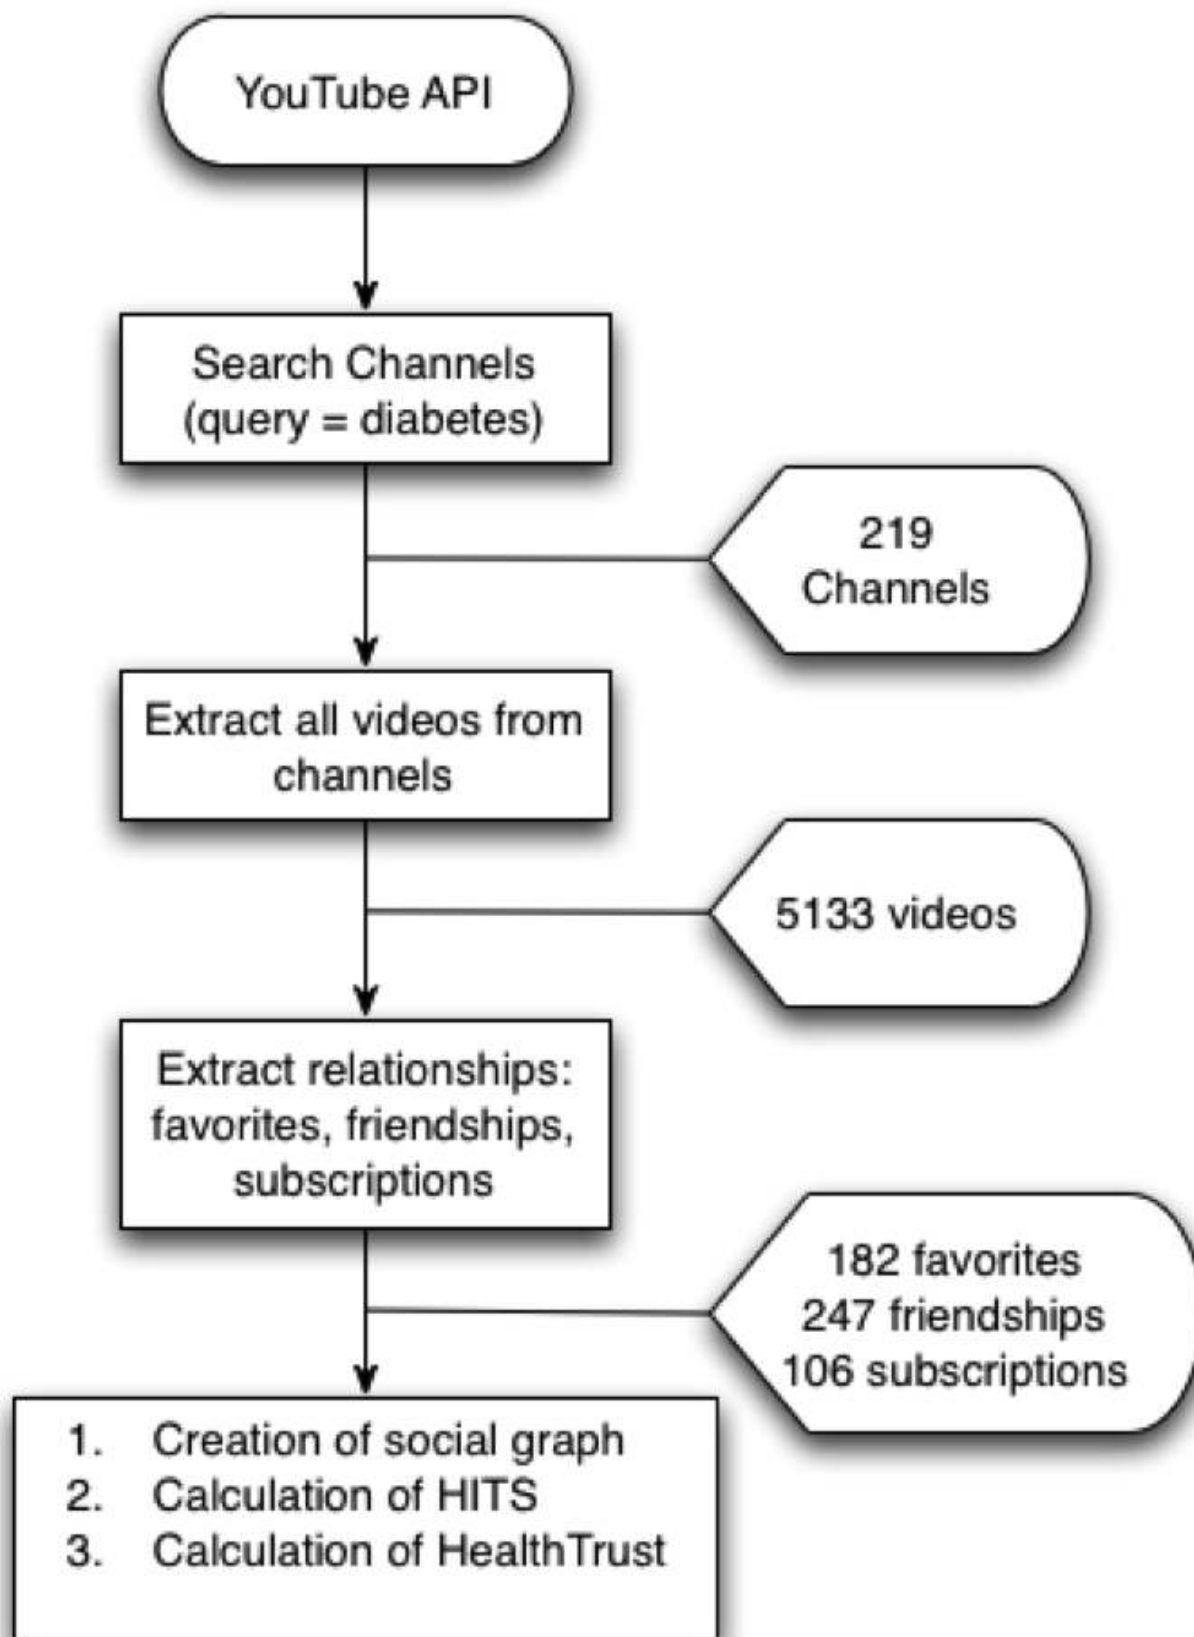 YouTube API
Search Channels
(query = diabetes)
219
Channels
Extract all videos from
channels
5133 videos
Extract relationships:
favorites, friendships,
subscriptions
182 favorites
247 friendships
106 subscriptions
1. Creation of social graph
2. Calculation of HITS
3. Calculation of HealthTrust